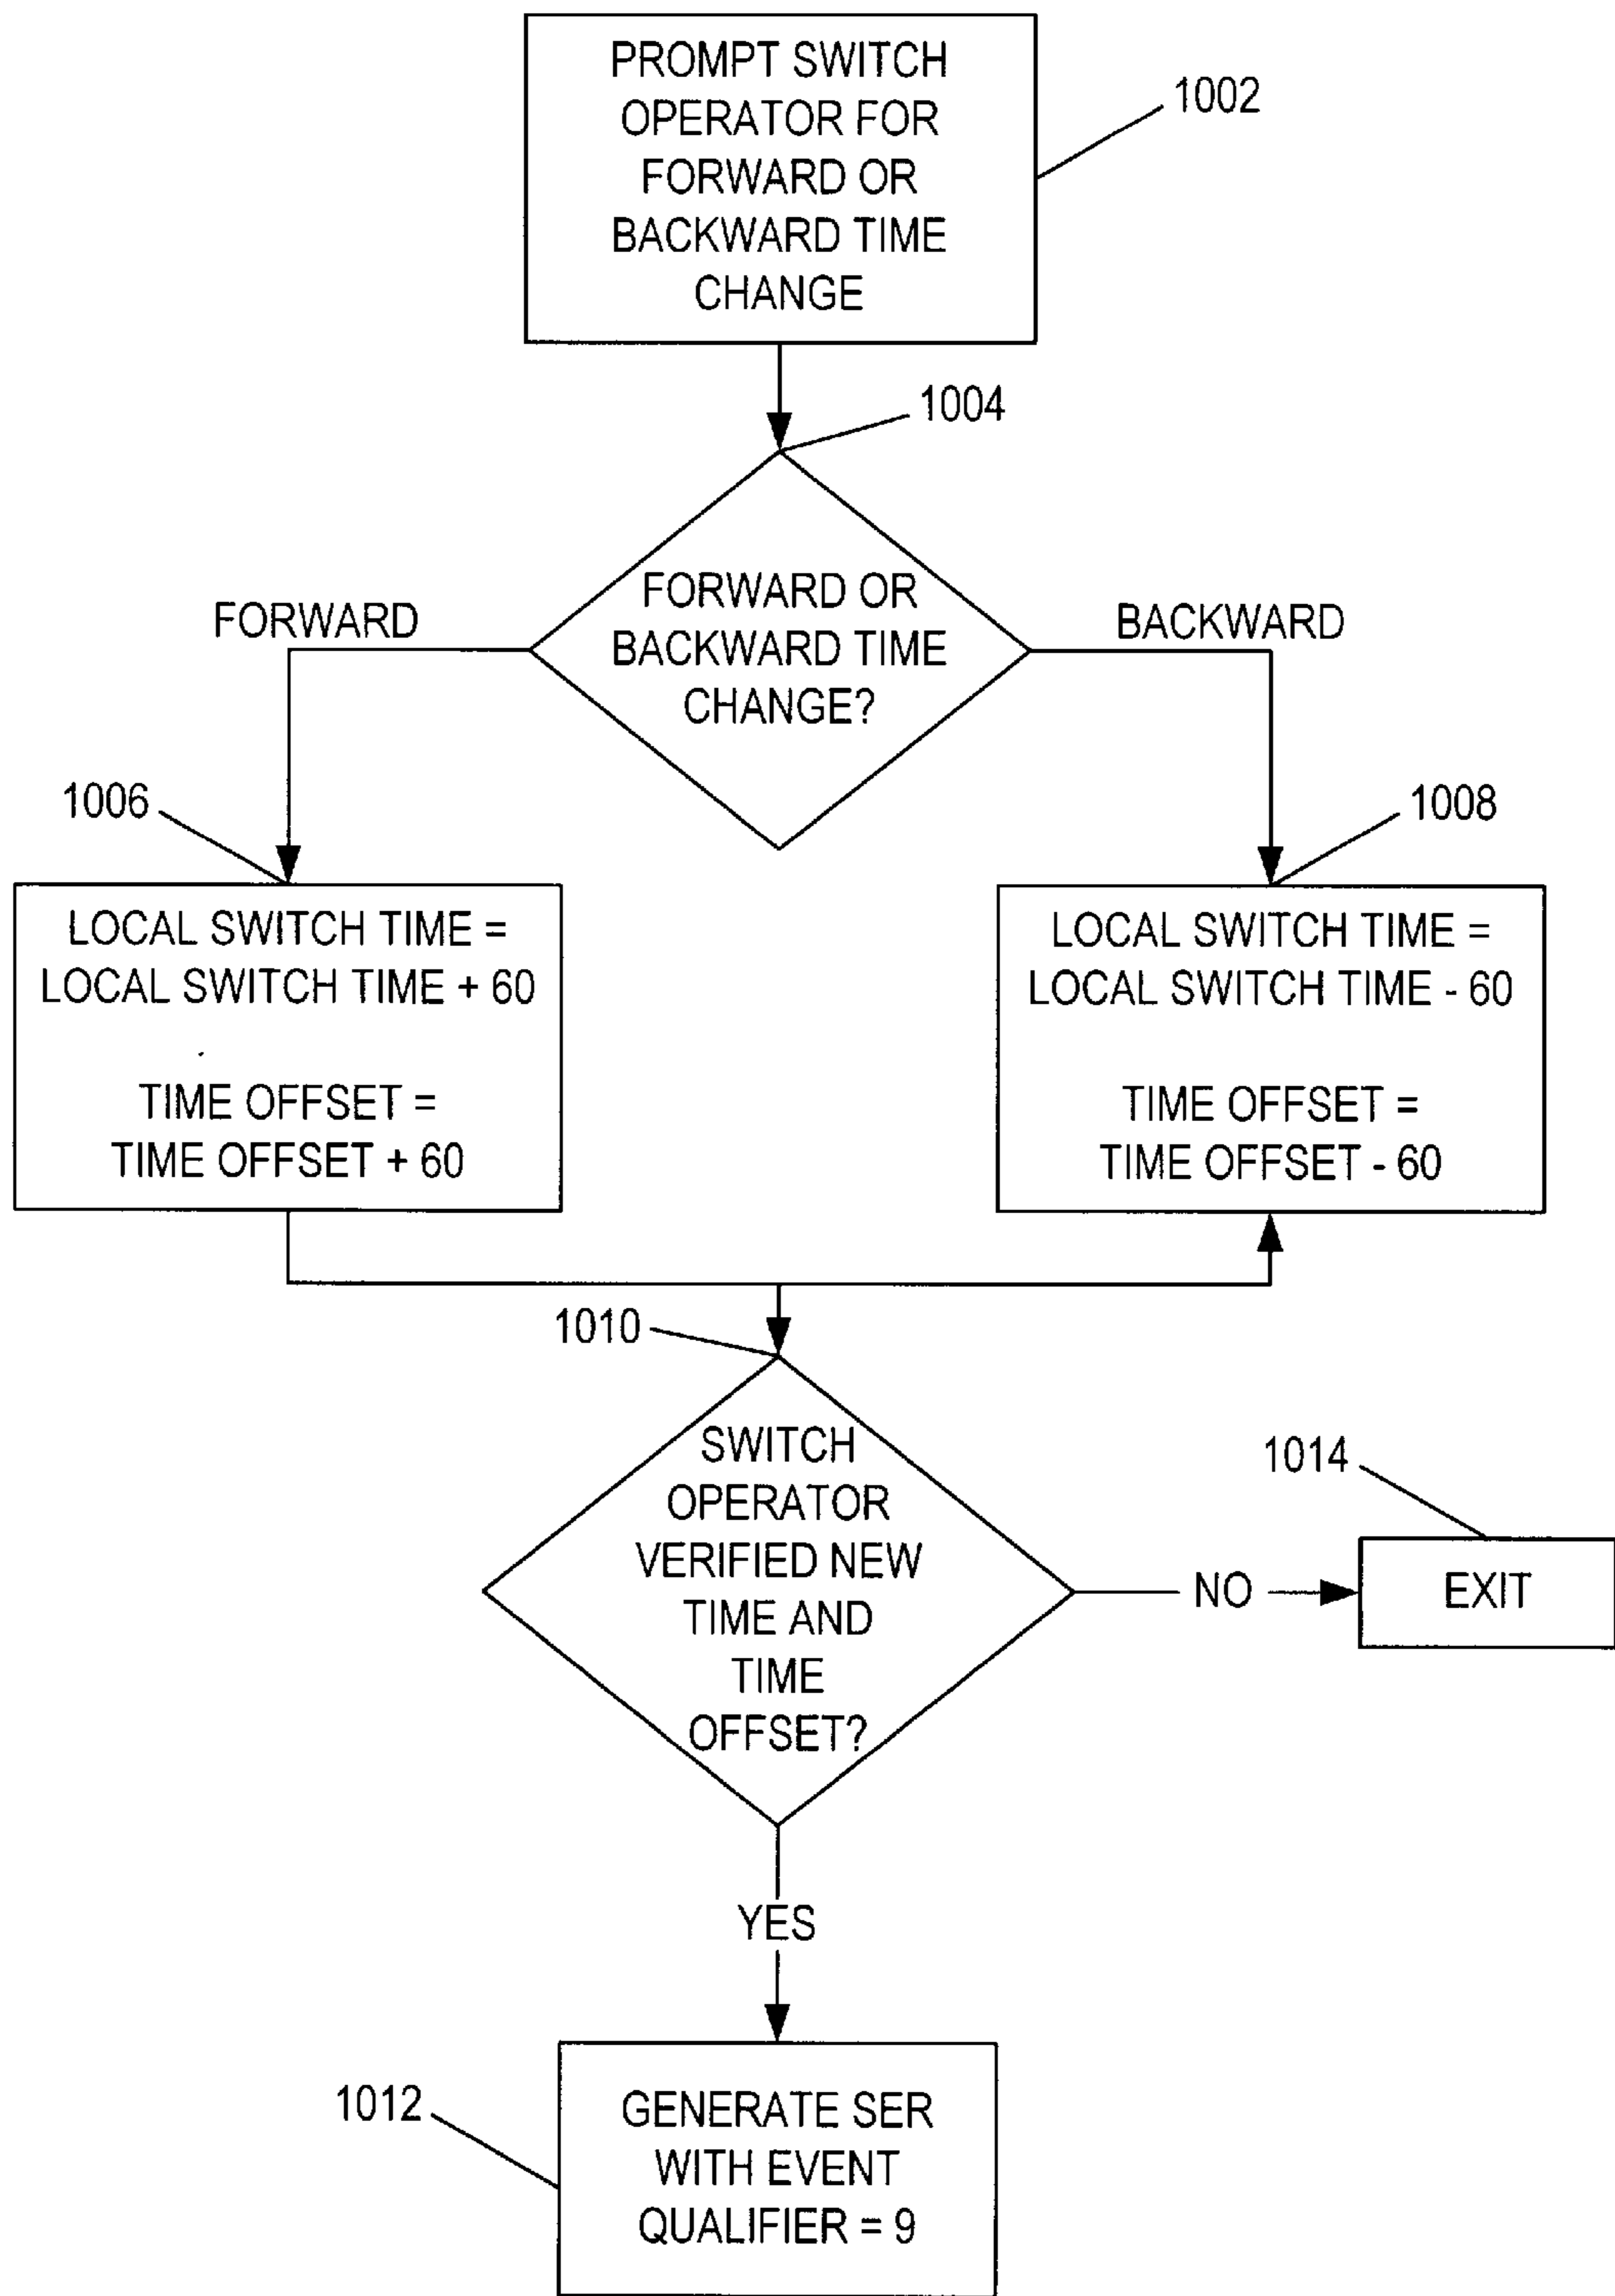 PROMPT SWITCH
OPERATOR FOR
FORWARD OR
BACKWARD TIME
CHANGE
1002
1004
FORWARD OR
BACKWARD TIME
CHANGE?
FORWARD
BACKWARD
1006
1008
LOCAL SWITCH TIME =
LOCAL SWITCH TIME + 60
TIME OFFSET =
TIME OFFSET + 60
LOCAL SWITCH TIME =
LOCAL SWITCH TIME - 60
TIME OFFSET =
TIME OFFSET - 60
1010
SWITCH
OPERATOR
VERIFIED NEW
TIME AND
TIME
OFFSET?
NO
1014
EXIT
YES
1012
GENERATE SER
WITH EVENT
QUALIFIER = 9